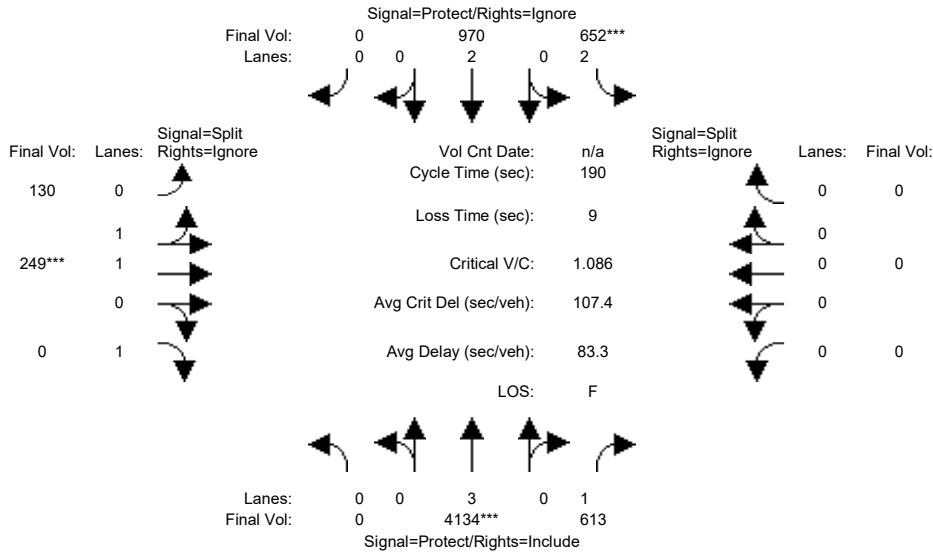 Signal=Protect/Rights=Ignore
Final Vol: 0 970 652***
Lanes: 0 0 2 0 2
Signal=Split
Final Vol: Lanes: Rights=Ignore
Vol Cnt Date: n/a
Signal=Split
Rights=Ignore Lanes: Final Vol:
Cycle Time (sec): 190
130 0
0 0
Loss Time (sec): 9
1
0
249*** 1
Critical V/C: 1.086
0 0
0
Avg Crit Del (sec/veh): 107.4
0
0 1
Avg Delay (sec/veh): 83.3
0 0
LOS: F
Lanes: 0 0 3 0 1
Final Vol: 0 4134*** 613
Signal=Protect/Rights=Include